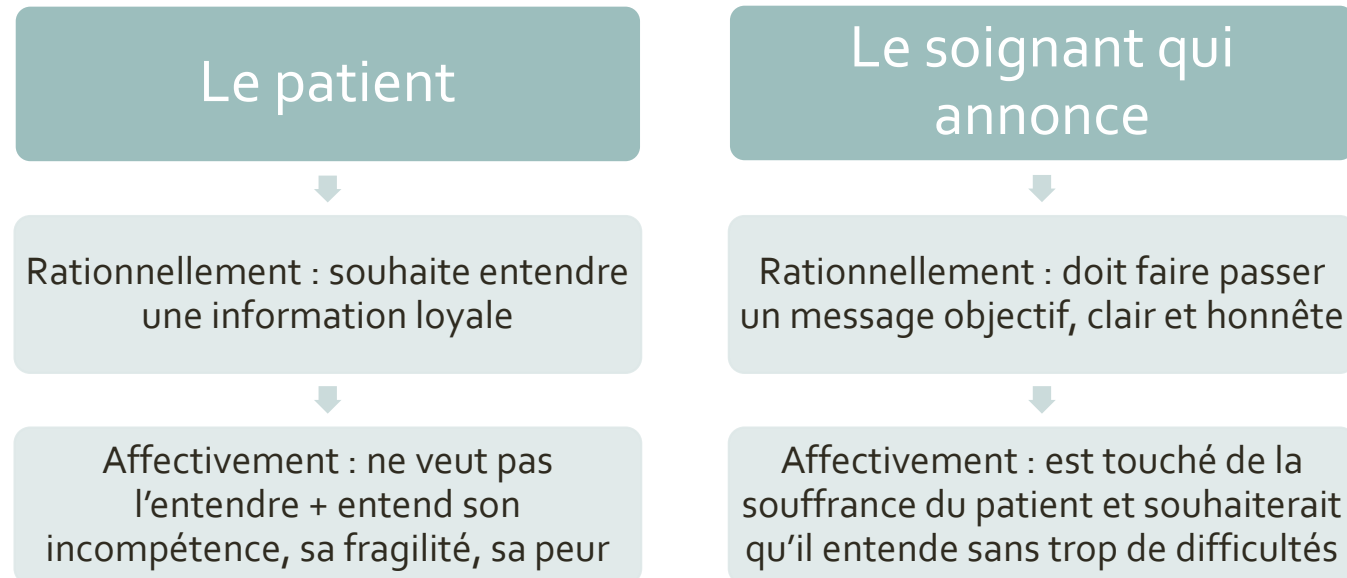 Le patient
Rationnellement : souhaite entendre
une information loyale
Affectivement : ne veut pas
l’entendre + entend son
incompétence, sa fragilité, sa peur
Le soignant qui
annonce
Rationnellement : doit faire passer
un message objectif, clair et honnête
Affectivement : est touché de la
souffrance du patient et souhaiterait
qu’il entende sans trop de difficultés